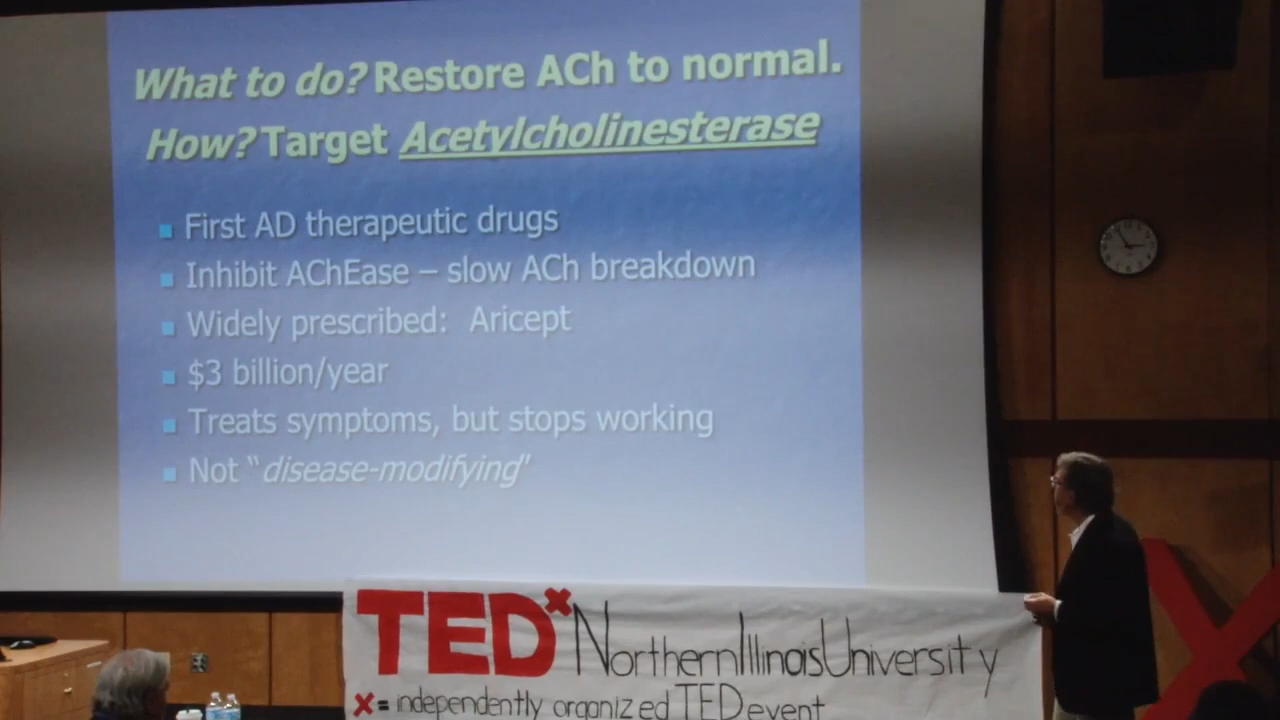 What to do? Restore ACh to normal.
How? Target Acetylcholinesterase
First AD therapeutic drugs
Inhibit AChEase – slow ACh breakdown
Widely prescribed: Aricept
$3 billion/year
Treats symptoms, but stops working
Not “disease-modifying”
TEDx NorthernIllinoisUniversity
x = independently organized TED event